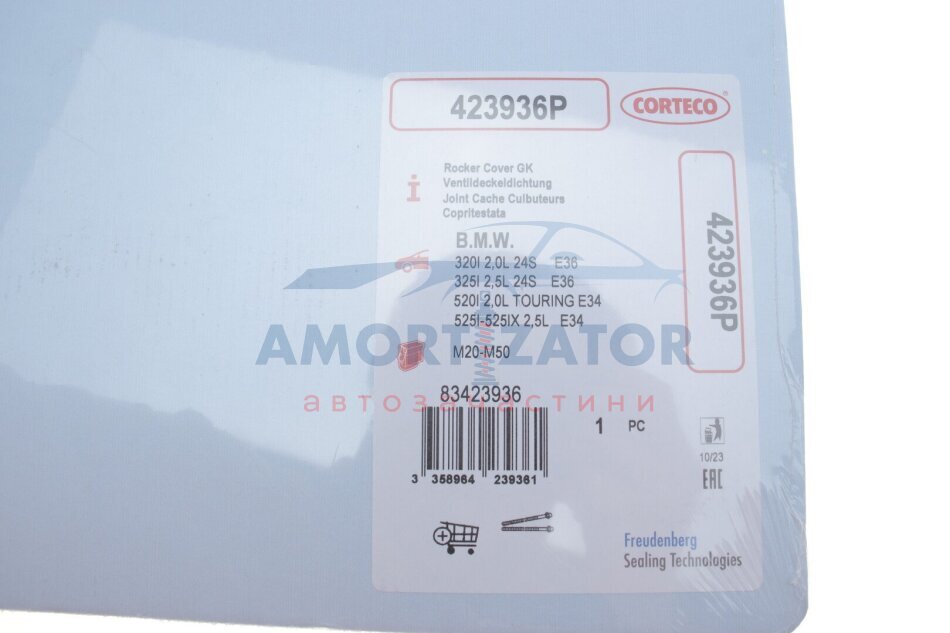 423936P
CORTECO
®
Rocker Cover GK
Ventildeckeldichtung
Joint Cache Culbuteurs
Copritestata
423936P
B.M.W.
320I 2,0L 24S E36
325I 2,5L 24S E36
520I 2,0L TOURING E34
525I-525IX 2,5L E34
AMORTIZATOR
M20-M50
83423936
автозапчастини
1 PC
10/23
3 358964 239361
EAC
Freudenberg
Sealing Technologies